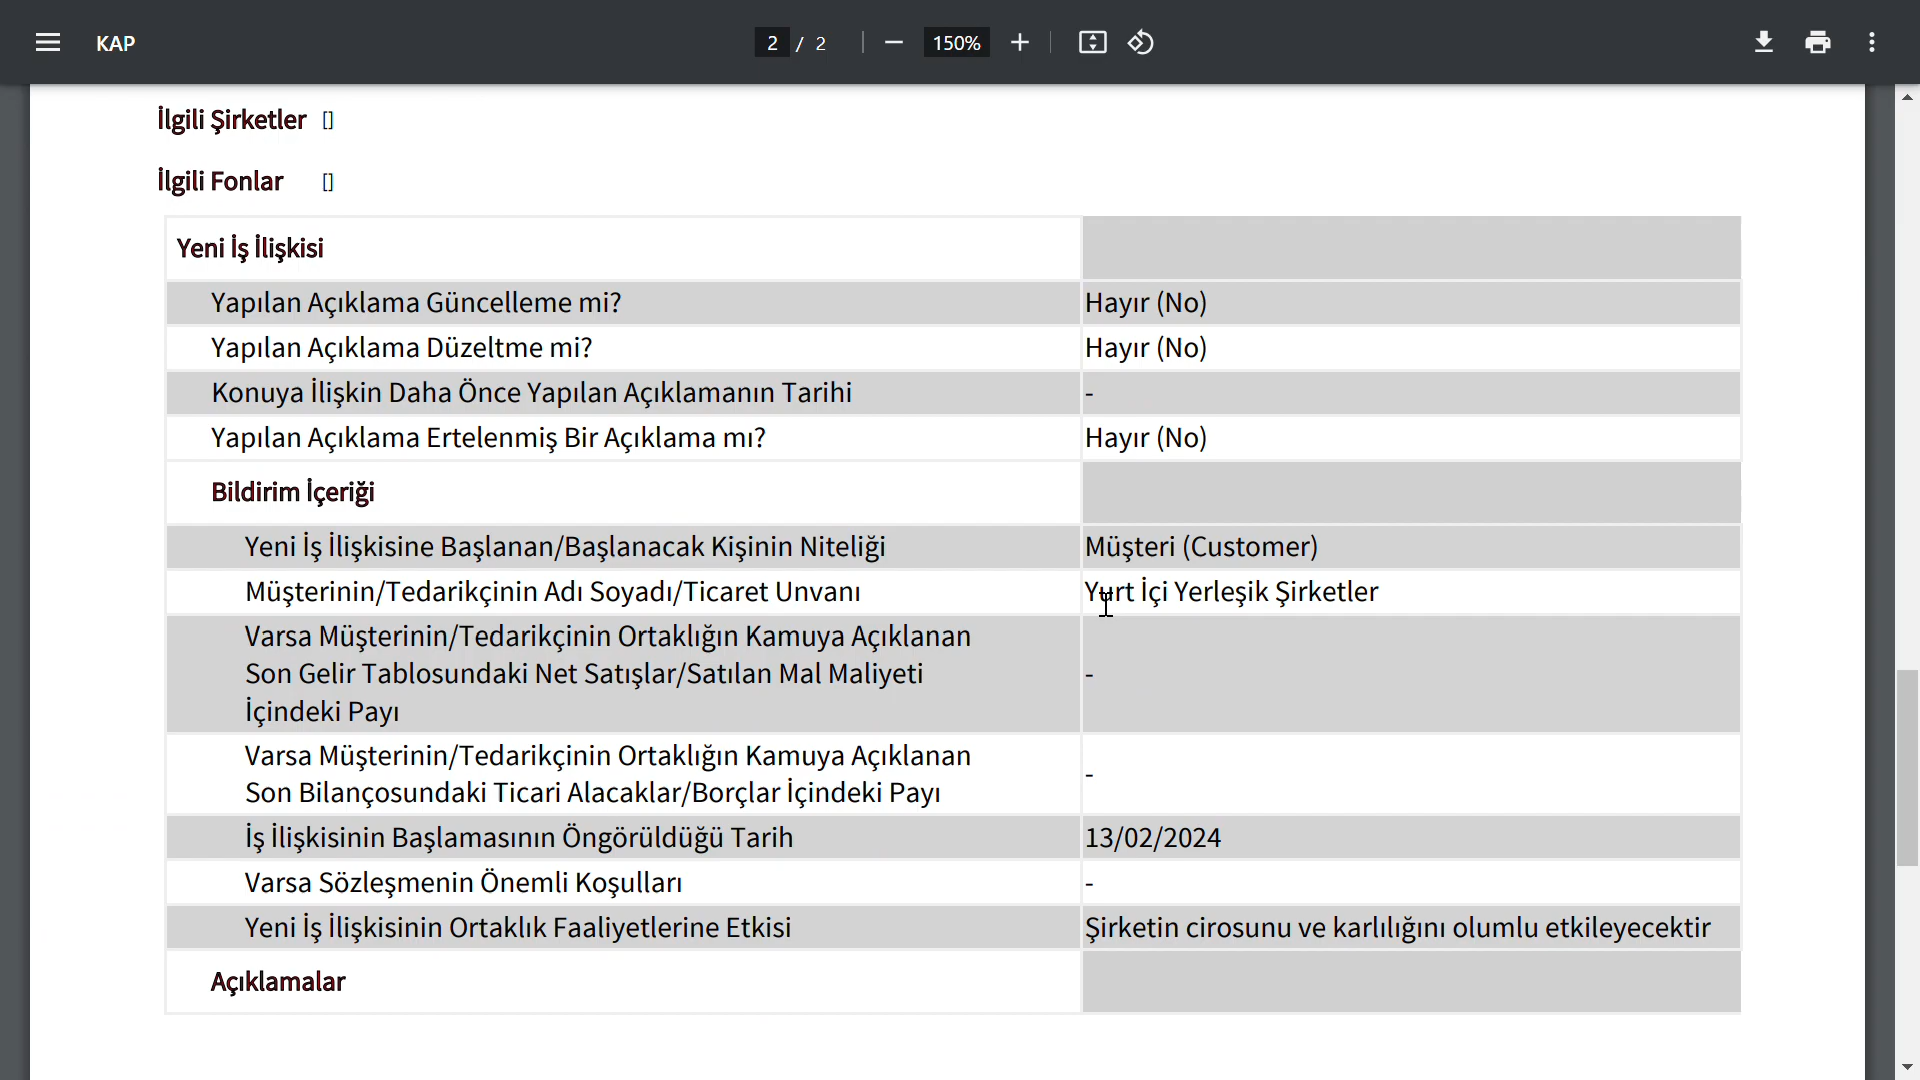 KAP
2 / 2
150%
İlgili Şirketler []
İlgili Fonlar []
Yeni İş İlişkisi
Yapılan Açıklama Güncelleme mi? Hayır (No)
Yapılan Açıklama Düzeltme mi? Hayır (No)
Konuya İlişkin Daha Önce Yapılan Açıklamanın Tarihi -
Yapılan Açıklama Ertelenmiş Bir Açıklama mı? Hayır (No)
Bildirim İçeriği
Yeni İş İlişkisine Başlanan/Başlanacak Kişinin Niteliği Müşteri (Customer)
Müşterinin/Tedarikçinin Adı Soyadı/Ticaret Unvanı Yurt İçi Yerleşik Şirketler
Varsa Müşterinin/Tedarikçinin Ortaklığın Kamuya Açıklanan
Son Gelir Tablosundaki Net Satışlar/Satılan Mal Maliyeti -
İçindeki Payı
Varsa Müşterinin/Tedarikçinin Ortaklığın Kamuya Açıklanan
Son Bilançosundaki Ticari Alacaklar/Borçlar İçindeki Payı -
İş İlişkisinin Başlamasının Öngörüldüğü Tarih 13/02/2024
Varsa Sözleşmenin Önemli Koşulları -
Yeni İş İlişkisinin Ortaklık Faaliyetlerine Etkisi Şirketin cirosunu ve karlılığını olumlu etkileyecektir
Açıklamalar